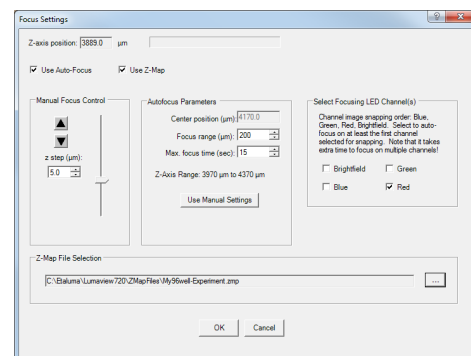 Focus Settings
Z-axis position: 3889.0 µm
Use Auto-Focus Use Z-Map
Manual Focus Control
z step (µm):
5.0
Autofocus Parameters
Center position (µm): 4170.0
Focus range (µm): 200
Max. focus time (sec): 15
Z-Axis Range: 3970 µm to 4370 µm
Use Manual Settings
Select Focusing LED Channel(s)
Channel image snapping order: Blue,
Green, Red, Brightfield. Select to auto-
focus on at least the first channel
selected for snapping. Note that it takes
extra time to focus on multiple channels!
Brightfield Green
Blue Red
Z-Map File Selection
C:\Etaluma\Lumaview720\ZMapFiles\My96well-Experiment.zmp
...
OK Cancel